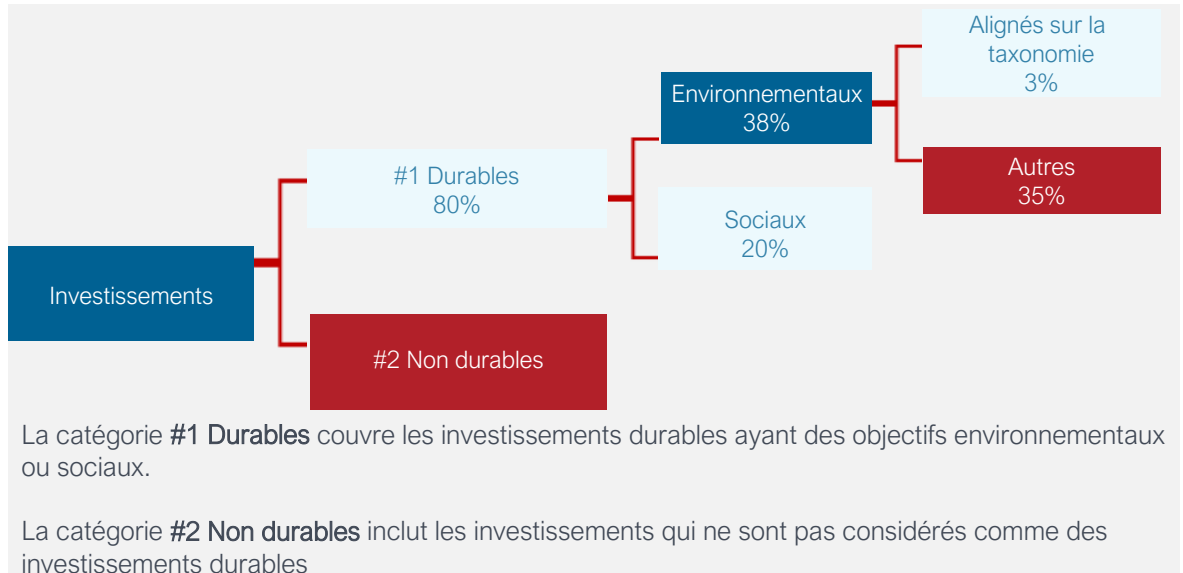 Alignés sur la
taxonomie
3%
Environnementaux
38%
#1 Durables
80%
Autres
35%
Sociaux
20%
Investissements
#2 Non durables
La catégorie #1 Durables couvre les investissements durables ayant des objectifs environnementaux
ou sociaux.
La catégorie #2 Non durables inclut les investissements qui ne sont pas considérés comme des
investissements durables